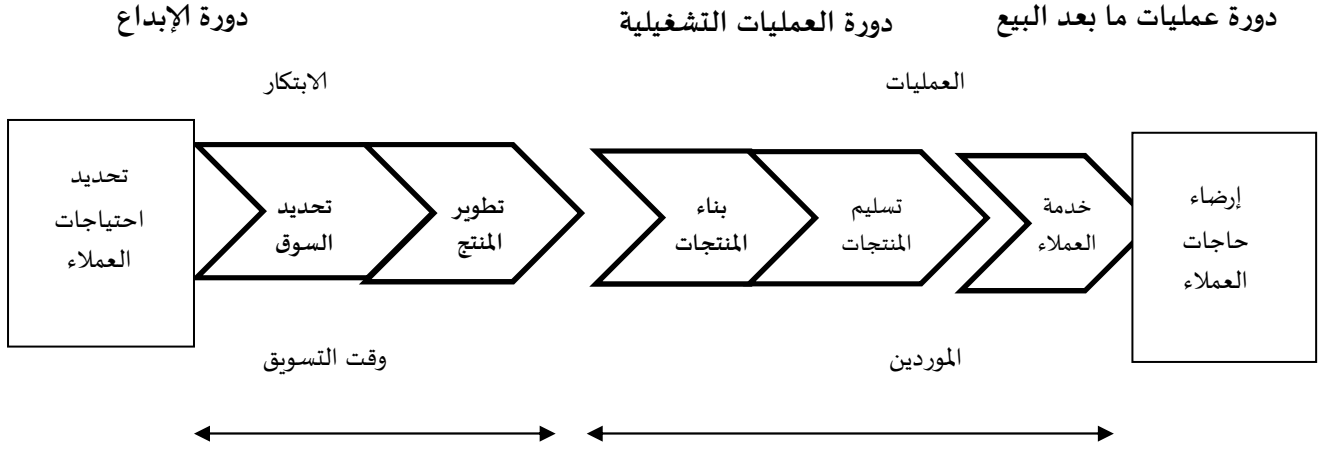 دورة الإبداع
دورة العمليات التشغيلية
دورة عمليات ما بعد البيع
الابتكار
العمليات
تحديد
احتياجات
العملاء
تحديد
السوق
تطوير
المنتج
بناء
المنتجات
تسليم
المنتجات
خدمة
العملاء
إرضاء
حاجات
العملاء
وقت التسويق
الموردين